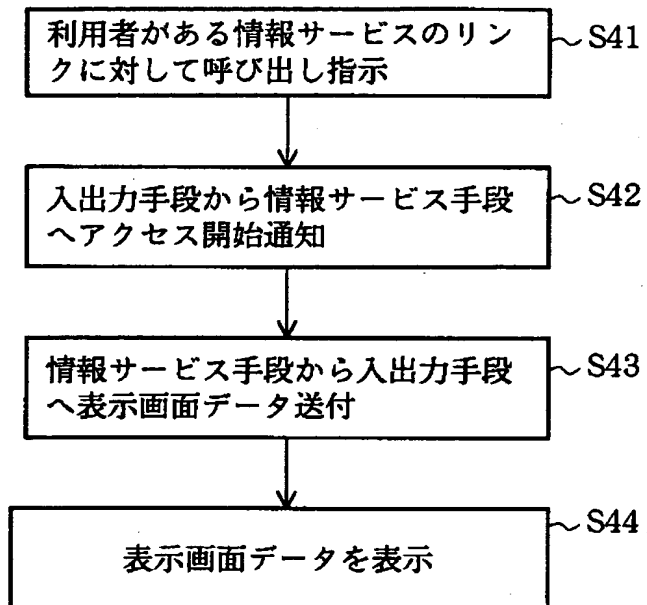 利用者がある情報サービスのリン
クに対して呼び出し指示
S41
入出力手段から情報サービス手段
へアクセス開始通知
S42
情報サービス手段から入出力手段
へ表示画面データ送付
S43
表示画面データを表示
S44